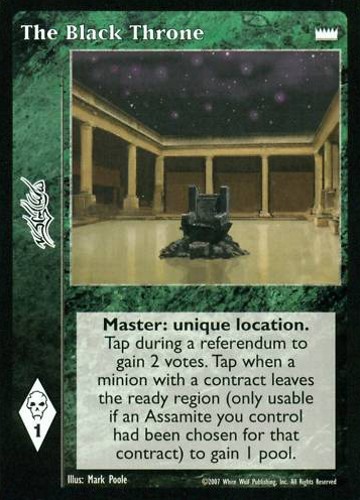 The Black Throne
Master: unique location.
Tap during a referendum to
gain 2 votes. Tap when a
minion with a contract leaves
the ready region (only usable
if an Assamite you control
had been chosen for that
contract) to gain 1 pool.
1
Illus: Mark Poole
©2007 White Wolf Publishing, Inc. All Rights Reserved